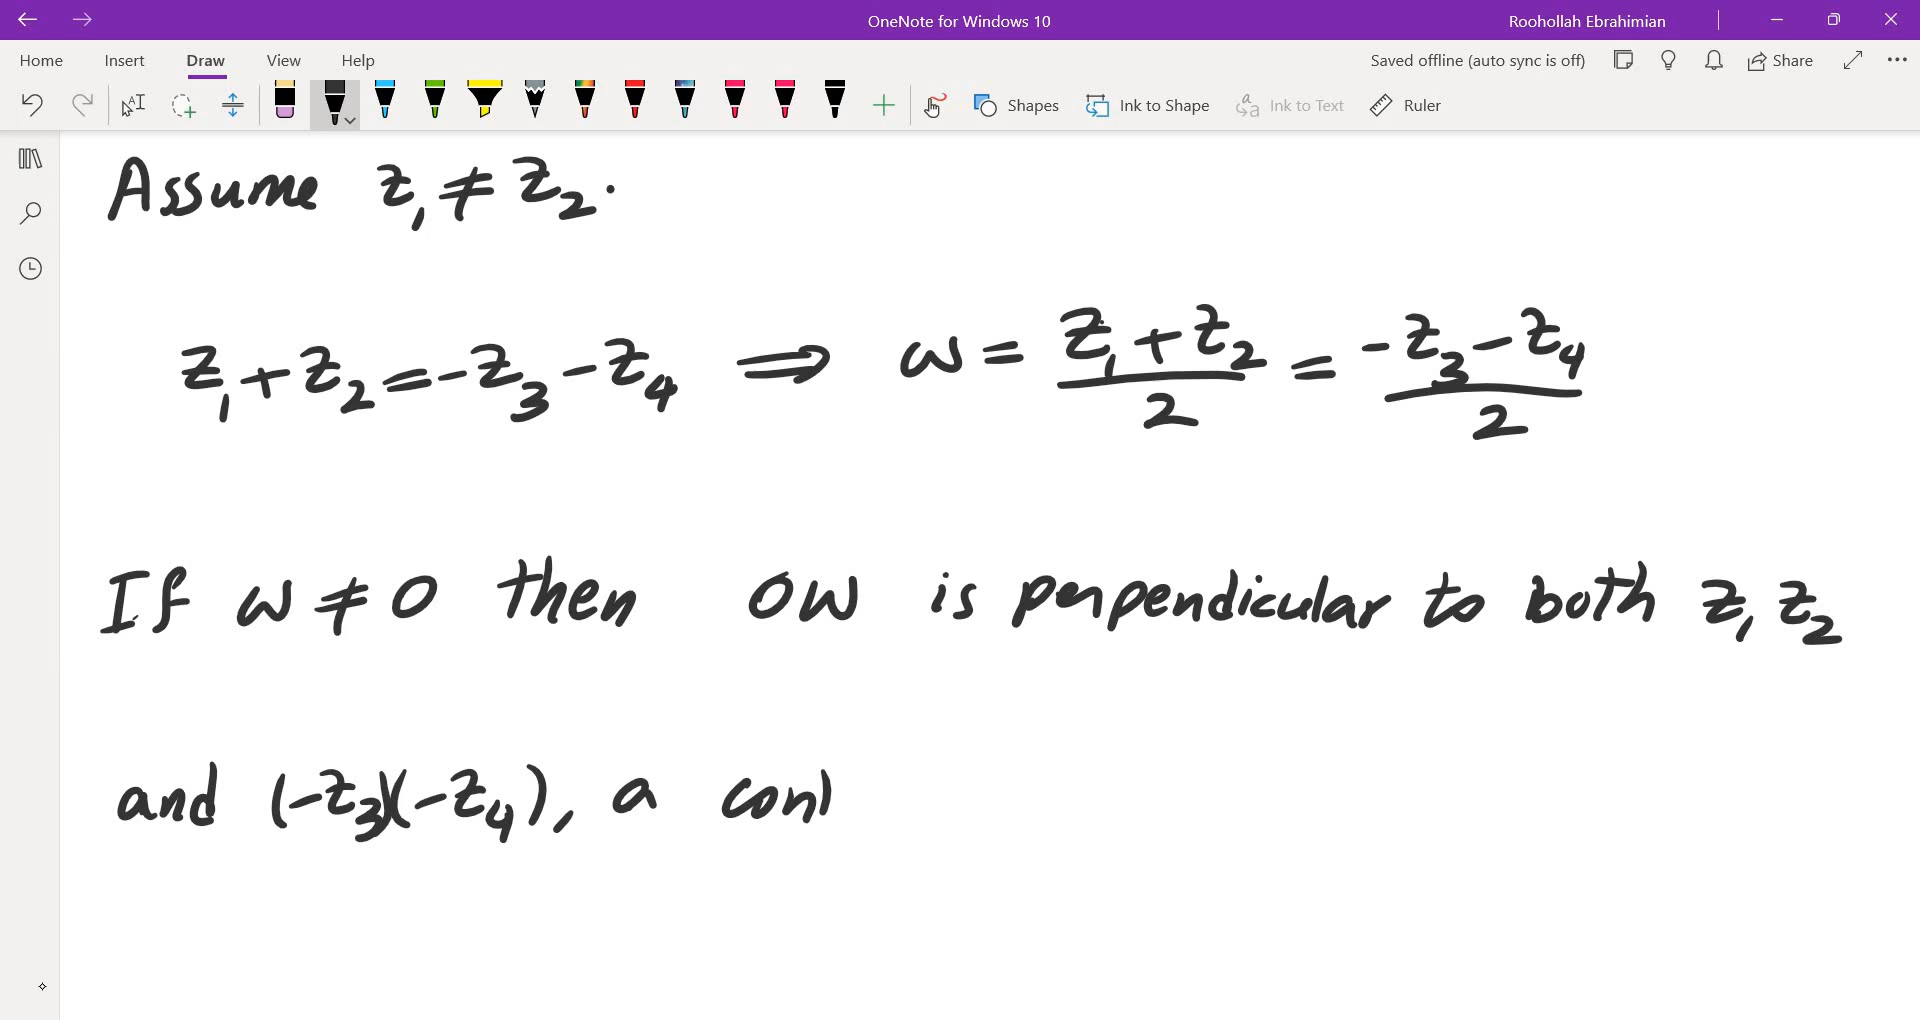 OneNote for Windows 10
Roohollah Ebrahimian
Home Insert Draw View Help
Saved offline (auto sync is off) Share
Shapes Ink to Shape Ink to Text Ruler
Assume z₁ ≠ z₂.
z₁ + z₂ = -z₃ - z₄ ⟹ w = (z₁ + z₂)/2 = (-z₃ - z₄)/2
If w ≠ 0 then ow is perpendicular to both z₁ z₂
and (-z₃)(-z₄), a con